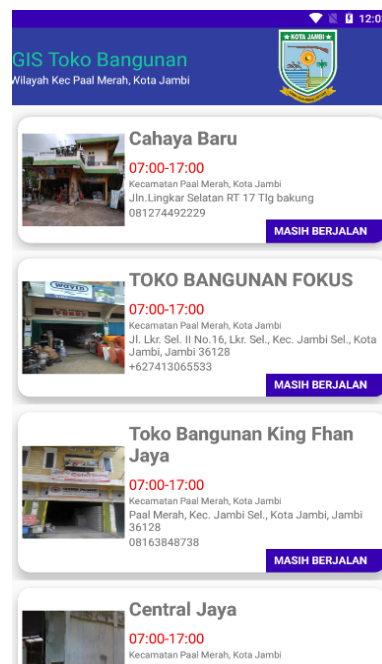 12:0
GIS Toko Bangunan
Wilayah Kec Paal Merah, Kota Jambi
KOTA JAMBI
Cahaya Baru
07:00-17:00
Kecamatan Paal Merah, Kota Jambi
Jln.Lingkar Selatan RT 17 Tlg bakung
081274492229
MASIH BERJALAN
wavin
TOKO BANGUNAN FOKUS
07:00-17:00
Kecamatan Paal Merah, Kota Jambi
Jl. Lkr. Sel. II No.16, Lkr. Sel., Kec. Jambi Sel., Kota
Jambi, Jambi 36128
+627413065533
MASIH BERJALAN
Toko Bangunan King Fhan
Jaya
07:00-17:00
Kecamatan Paal Merah, Kota Jambi
Paal Merah, Kec. Jambi Sel., Kota Jambi, Jambi
36128
08163848738
MASIH BERJALAN
Central Jaya
07:00-17:00
Kecamatan Paal Merah, Kota Jambi